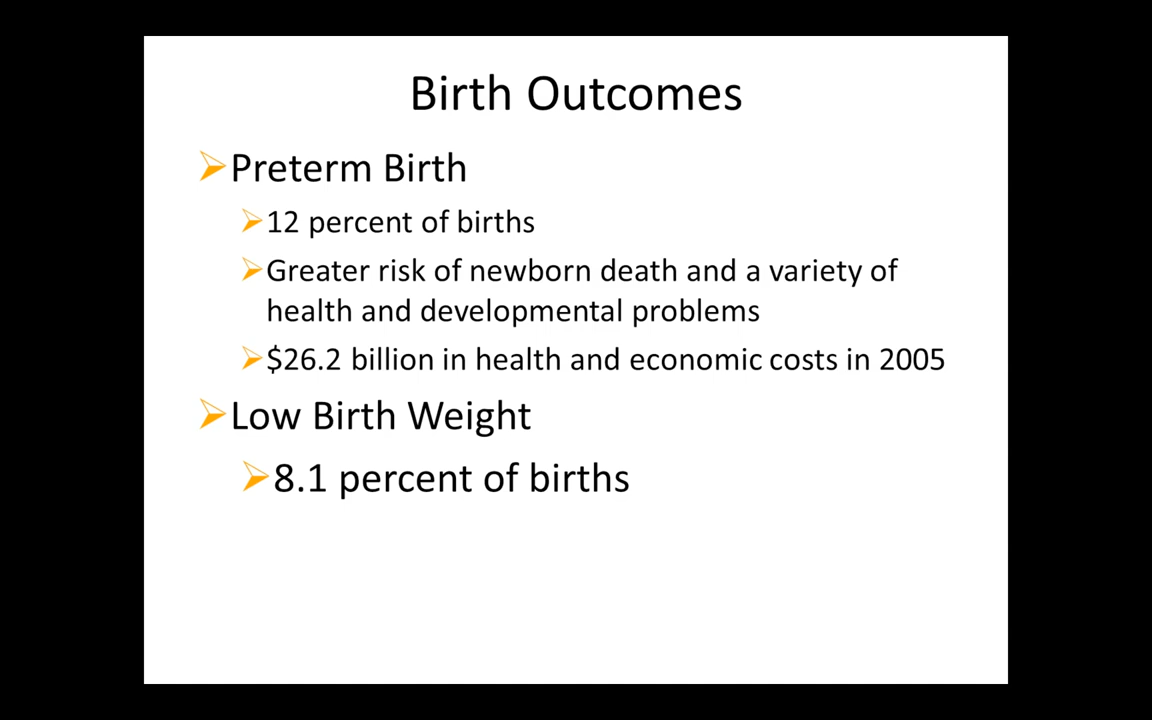 Birth Outcomes
Preterm Birth
12 percent of births
Greater risk of newborn death and a variety of
health and developmental problems
$26.2 billion in health and economic costs in 2005
Low Birth Weight
8.1 percent of births